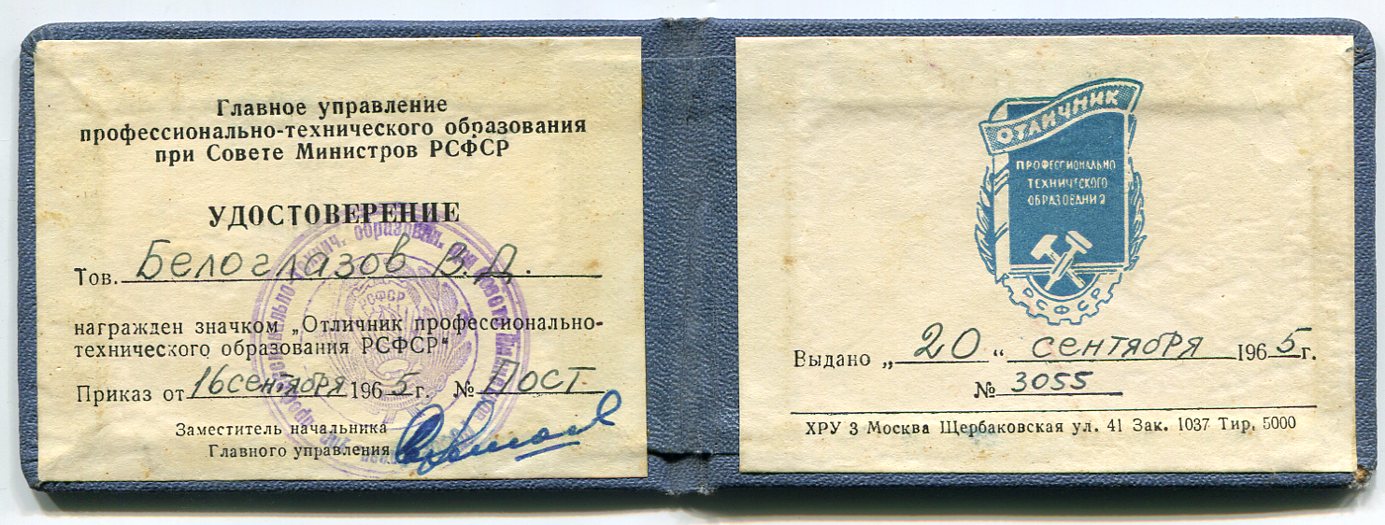 Главное управление
профессионально-технического образования
при Совете Министров РСФСР
УДОСТОВЕРЕНИЕ
Тов. Белоглазов В. Д.
награжден значком „Отличник профессионально-
технического образования РСФСР"
Приказ от 16 сентября 1965 г. № ПОСТ
Заместитель начальника
Главного управления
РСФСР
ОТЛИЧНИК
ПРОФЕССИОНАЛЬНО
ТЕХНИЧЕСКОГО
ОБРАЗОВАНИЯ
РСФСР
Выдано „20“ сентября 1965 г.
№ 3055
ХРУ 3 Москва Щербаковская ул. 41 Зак. 1037 Тир, 5000